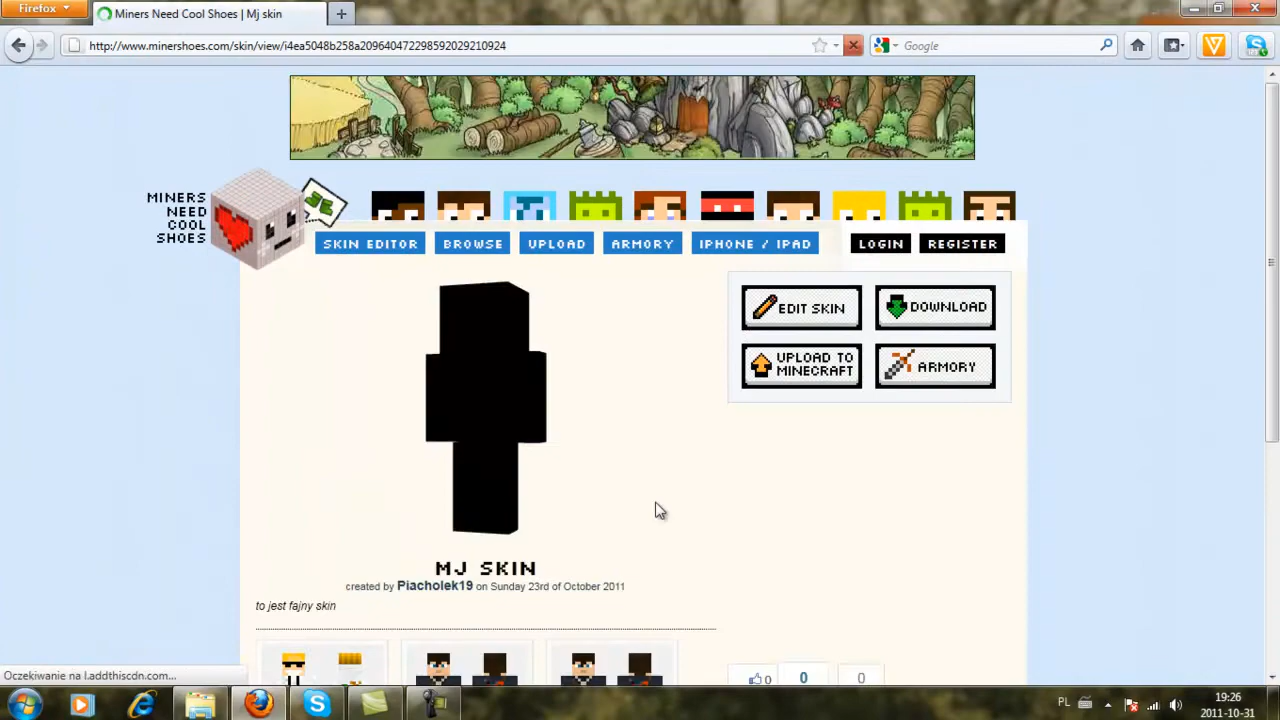 Firefox
Miners Need Cool Shoes | Mj skin
http://www.minershoes.com/skin/view/i4ea5048b258a2096404722985920292​10924
Google
MINERS
NEED
COOL
SHOES
SKIN EDITOR
BROWSE
UPLOAD
ARMORY
IPHONE / IPAD
LOGIN
REGISTER
EDIT SKIN
DOWNLOAD
UPLOAD TO
MINECRAFT
ARMORY
MJ SKIN
created by Piacholek19 on Sunday 23rd of October 2011
to jest fajny skin
0
0
0
Oczekiwanie na l.addthiscdn.com...
PL
19:26
2011-10-31